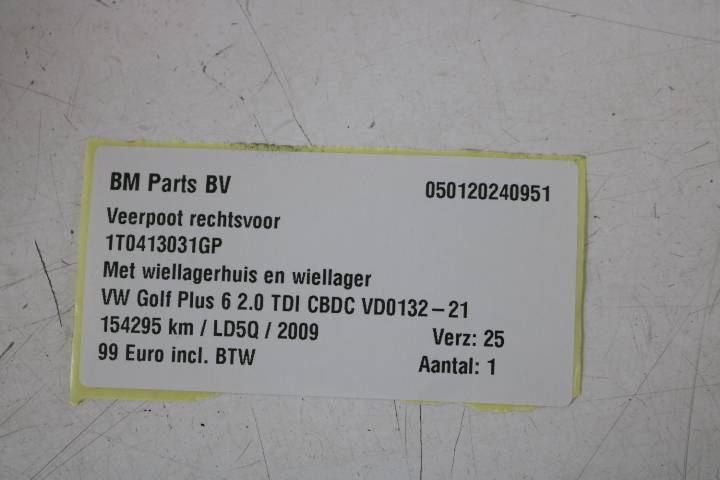 BM Parts BV 050120240951
Veerpoot rechtsvoor
1T0413031GP
Met wiellagerhuis en wiellager
VW Golf Plus 6 2.0 TDI CBDC VD0132-21
154295 km / LD5Q / 2009 Verz: 25
99 Euro incl. BTW Aantal: 1